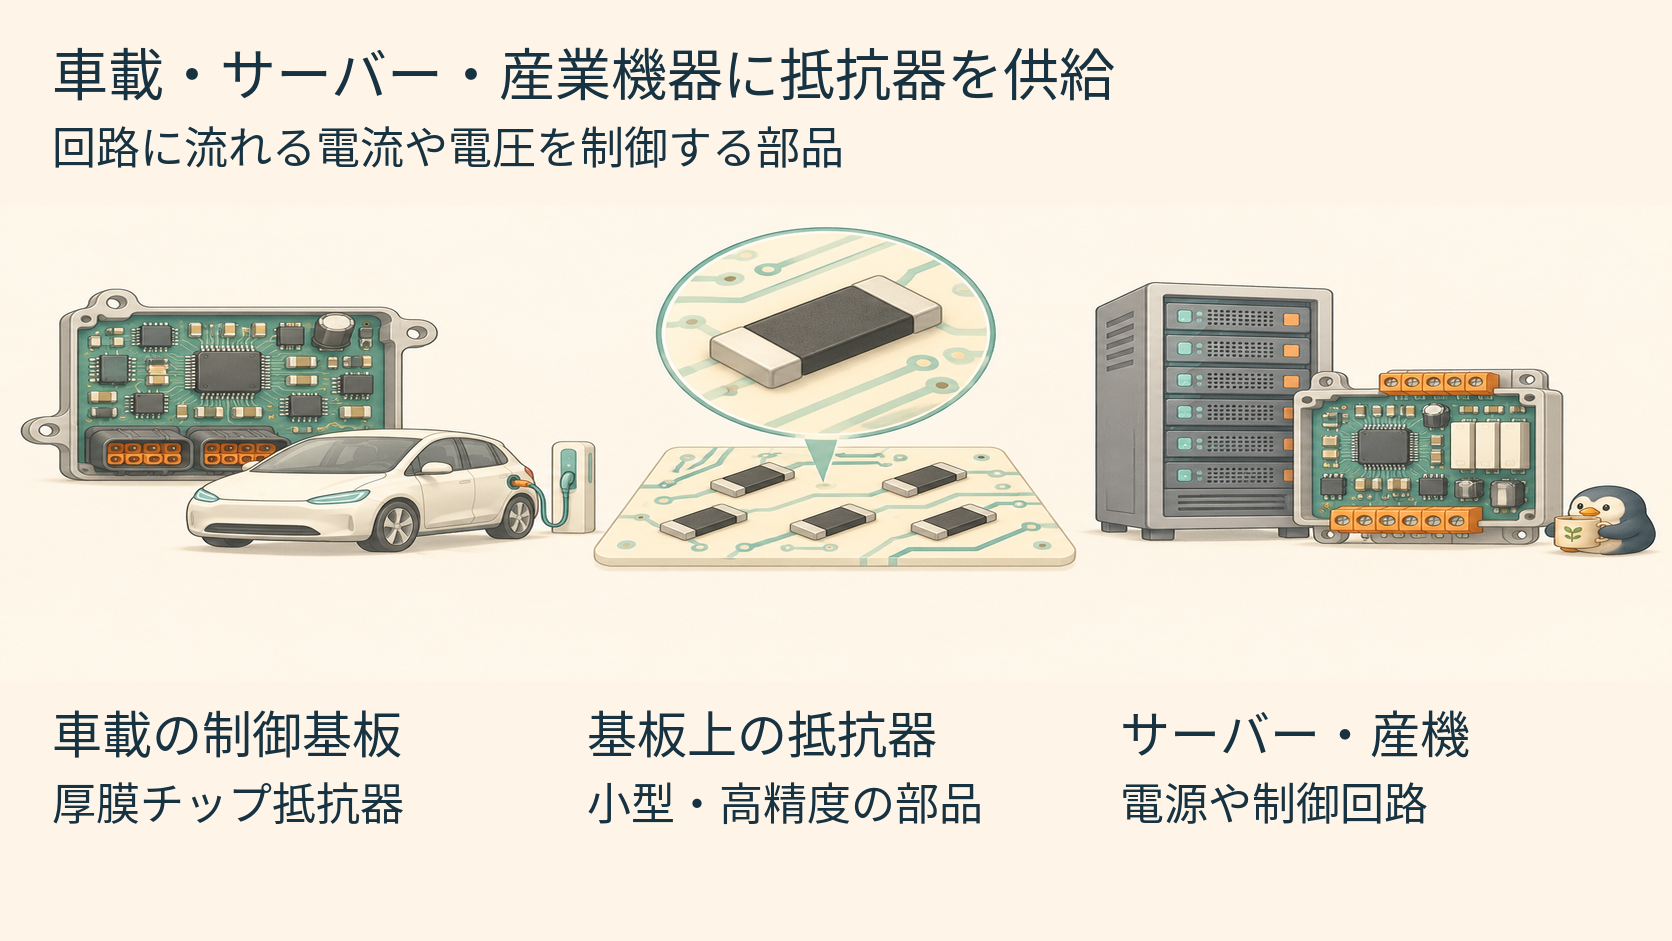 車載・サーバー・産業機器に抵抗器を供給
回路に流れる電流や電圧を制御する部品
車載の制御基板
厚膜チップ抵抗器
基板上の抵抗器
小型・高精度の部品
サーバー・産機
電源や制御回路